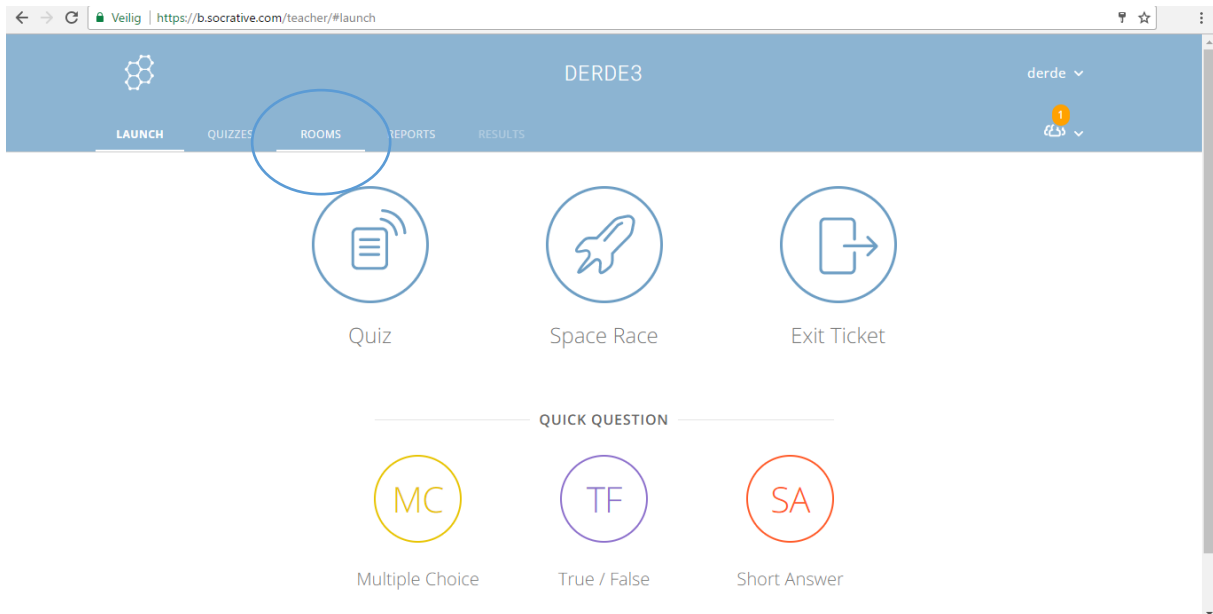 Veilig https://b.socrative.com/teacher/#launch
DERDE3
derde
1
LAUNCH QUIZZES ROOMS REPORTS RESULTS
Quiz Space Race Exit Ticket
QUICK QUESTION
MC TF SA
Multiple Choice True / False Short Answer